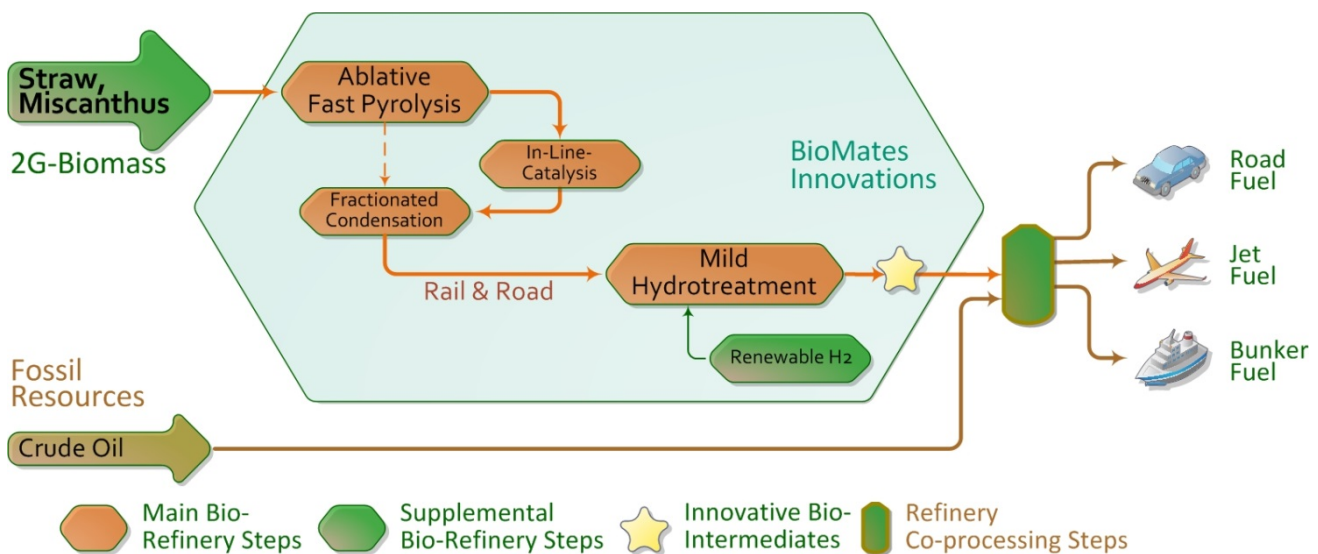 Straw,
Miscanthus
2G-Biomass
Ablative
Fast Pyrolysis
In-Line-
Catalysis
Fractionated
Condensation
BioMates
Innovations
Rail & Road
Mild
Hydrotreatment
Renewable H2
Road
Fuel
Jet
Fuel
Bunker
Fuel
Fossil
Resources
Crude Oil
Main Bio-
Refinery Steps
Supplemental
Bio-Refinery Steps
Innovative Bio-
Intermediates
Refinery
Co-processing Steps